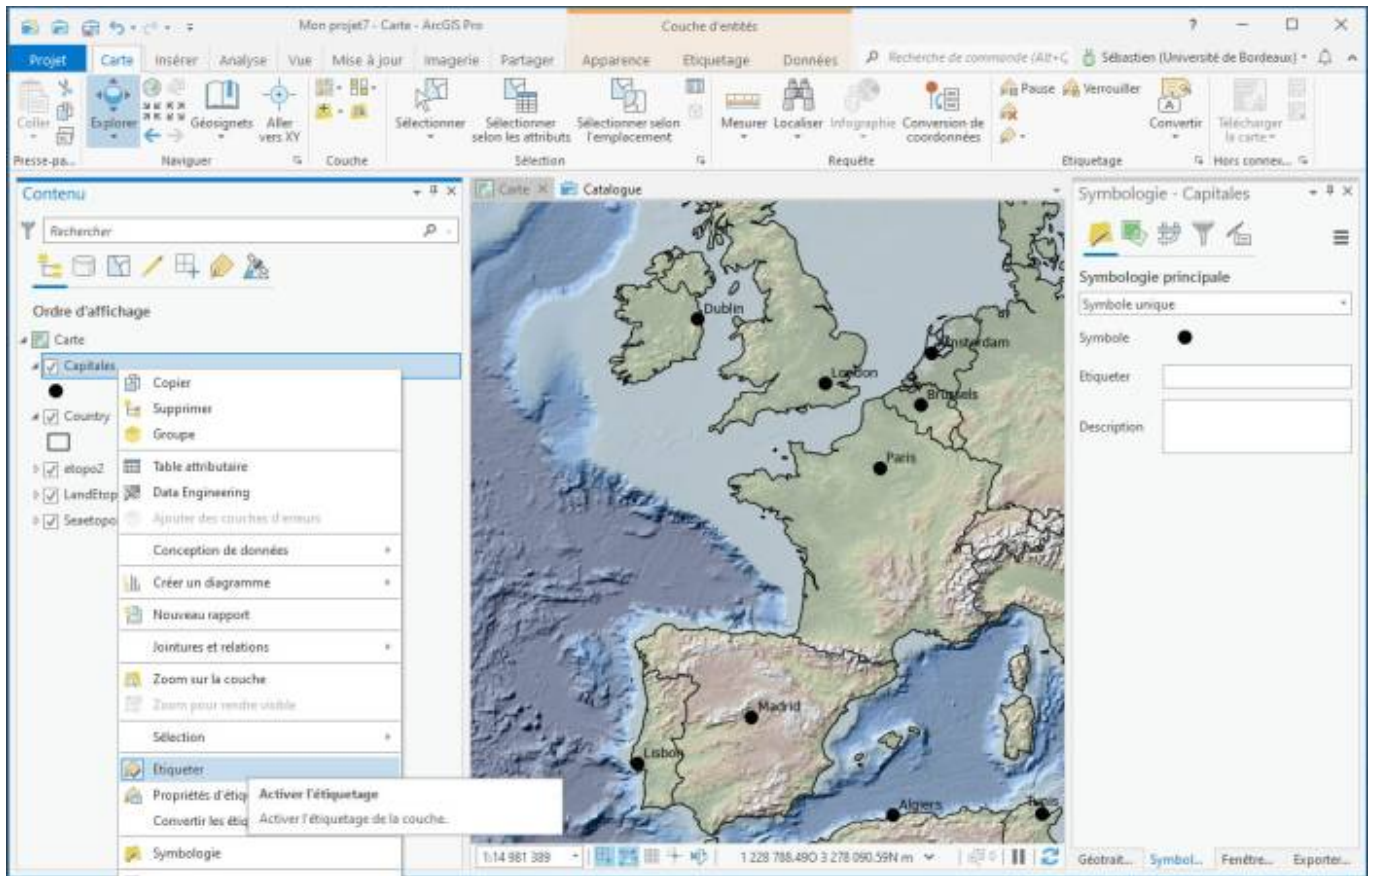 Mon projet7 - Carte - ArcGIS Pro
Couche d'entités
?
Projet Carte Insérer Analyse Vue Mise à jour Imagerie Partager Apparence Etiquetage Données
Recherche de commande (Alt+Q
Sébastien (Université de Bordeaux)
Coller
Explorer
Géosignets
Aller vers XY
Sélectionner
Sélectionner selon les attributs
Sélectionner selon l'emplacement
Mesurer
Localiser
Infographie
Conversion de coordonnées
Pause
Verrouiller
Convertir
Télécharger la carte
Presse-pa...
Naviguer
Couche
Sélection
Requête
Etiquetage
Hors connex...
Contenu
Rechercher
Ordre d'affichage
Carte
Capitales
Country
etopo2
LandEtop
Seaetopo
Copier
Supprimer
Groupe
Table attributaire
Data Engineering
Ajouter des couches d'erreurs
Conception de données
Créer un diagramme
Nouveau rapport
Jointures et relations
Zoom sur la couche
Zoom pour rendre visible
Sélection
Etiqueter
Propriétés d'étiq
Convertir les étiq
Symbologie
Activer l'étiquetage
Activer l'étiquetage de la couche.
Carte
Catalogue
Dublin
Amsterdam
London
Brussels
Paris
Madrid
Lisbon
Algiers
Tunis
1:14 981 389
1 228 788.49O 3 278 090.59N m
Symbologie - Capitales
Symbologie principale
Symbole unique
Symbole
Etiqueter
Description
Géotrait...
Symbol...
Fenêtre...
Exporter...